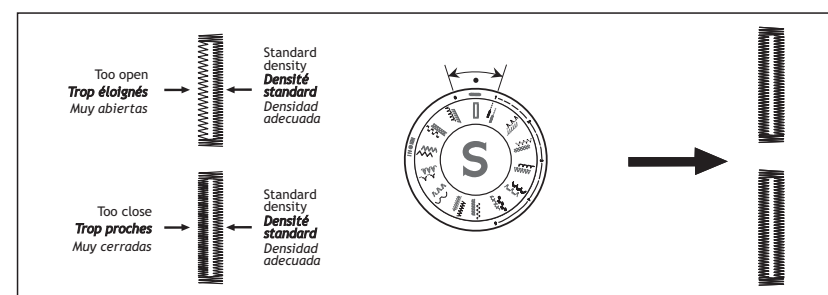 Too open
Trop éloignés
Muy abiertas
Standard
density
Densité
standard
Densidad
adecuada
Too close
Trop proches
Muy cerradas
Standard
density
Densité
standard
Densidad
adecuada
S